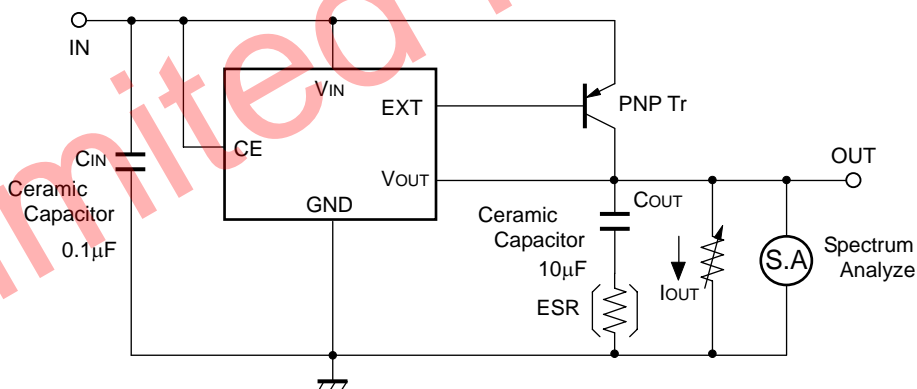 IN
VIN
EXT
PNP Tr
CIN
CE
Ceramic
Capacitor
0.1μF
VOUT
OUT
GND
COUT
Ceramic
Capacitor
10μF
IOUT
S.A
Spectrum
Analyze
ESR